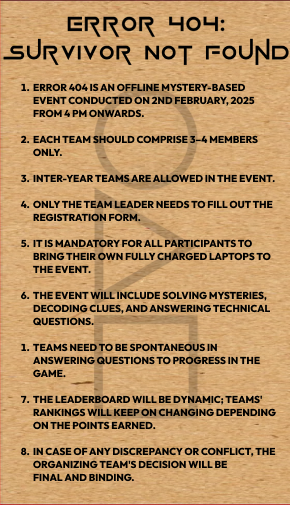 ERROR 404:
SURVIVOR NOT FOUND
1. ERROR 404 IS AN OFFLINE MYSTERY-BASED
EVENT CONDUCTED ON 2ND FEBRUARY, 2025
FROM 4 PM ONWARDS.
2. EACH TEAM SHOULD COMPRISE 3–4 MEMBERS
ONLY.
3. INTER-YEAR TEAMS ARE ALLOWED IN THE EVENT.
4. ONLY THE TEAM LEADER NEEDS TO FILL OUT THE
REGISTRATION FORM.
5. IT IS MANDATORY FOR ALL PARTICIPANTS TO
BRING THEIR OWN FULLY CHARGED LAPTOPS TO
THE EVENT.
6. THE EVENT WILL INCLUDE SOLVING MYSTERIES,
DECODING CLUES, AND ANSWERING TECHNICAL
QUESTIONS.
1. TEAMS NEED TO BE SPONTANEOUS IN
ANSWERING QUESTIONS TO PROGRESS IN THE
GAME.
7. THE LEADERBOARD WILL BE DYNAMIC; TEAMS'
RANKINGS WILL KEEP ON CHANGING DEPENDING
ON THE POINTS EARNED.
8. IN CASE OF ANY DISCREPANCY OR CONFLICT, THE
ORGANIZING TEAM'S DECISION WILL BE
FINAL AND BINDING.